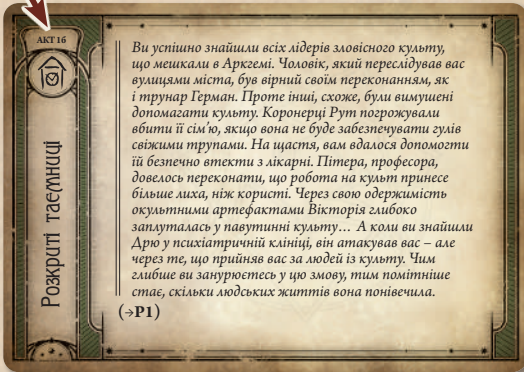 АКТ 1б
Розкриті таємниці
Ви успішно знайшли всіх лідерів зловісного культу,
що мешкали в Аркгемі. Чоловік, який переслідував вас
вулицями міста, був вірний своїм переконанням, як
і трунар Герман. Проте інші, схоже, були вимушені
допомагати культу. Коронерці Рут погрожували
вбити її сім’ю, якщо вона не буде забезпечувати гулів
свіжими трупами. На щастя, вам вдалося допомогти
їй безпечно втекти з лікарні. Пітера, професора,
довелось переконати, що робота на культ принесе
більше лиха, ніж користі. Через свою одержимість
окультними артефактами Вікторія глибоко
заплуталась у павутинні культу… А коли ви знайшли
Дрю у психіатричній клініці, він атакував вас – але
через те, що прийняв вас за людей із культу. Чим
глибше ви занурюєтесь у цю змову, тим помітніше
стає, скільки людських життів вона понівечила.
(→Р1)